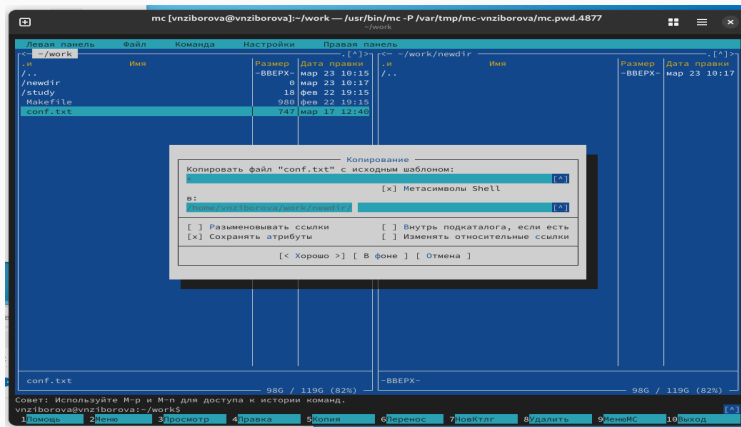 mc [vnziborova@vnziborova]:~/work — /usr/bin/mc -P /var/tmp/mc-vnziborova/mc.pwd.4877
~/work
Левая панель Файл Команда Настройки Правая панель
<— ~/work .[^]>
.и Имя Размер Дата правки
/.. -ВВЕРХ- мар 23 10:15
/newdir 0 мар 23 10:17
/study 18 фев 22 19:15
Makefile 980 фев 22 19:15
conf.txt 747 мар 17 12:40
<— ~/work/newdir .[^]>
.и Имя Размер Дата правки
/.. -ВВЕРХ- мар 23 10:17
Копирование
Копировать файл "conf.txt" с исходным шаблоном:
[^]
[x] Метасимволы Shell
в:
/home/vnziborova/work/newdir/ [^]
[ ] Разыменовывать ссылки [ ] Внутрь подкаталога, если есть
[x] Сохранять атрибуты [ ] Изменять относительные ссылки
[< Хорошо >] [ В фоне ] [ Отмена ]
conf.txt
98G / 119G (82%)
-ВВЕРХ-
98G / 119G (82%)
Совет: Используйте M-p и M-n для доступа к истории команд.
vnziborova@vnziborova:~/work$ [^]
1Помощь 2Меню 3Просмотр 4Правка 5Копия 6Перенос 7НовКтлг 8Удалить 9МенюMC 10Выход